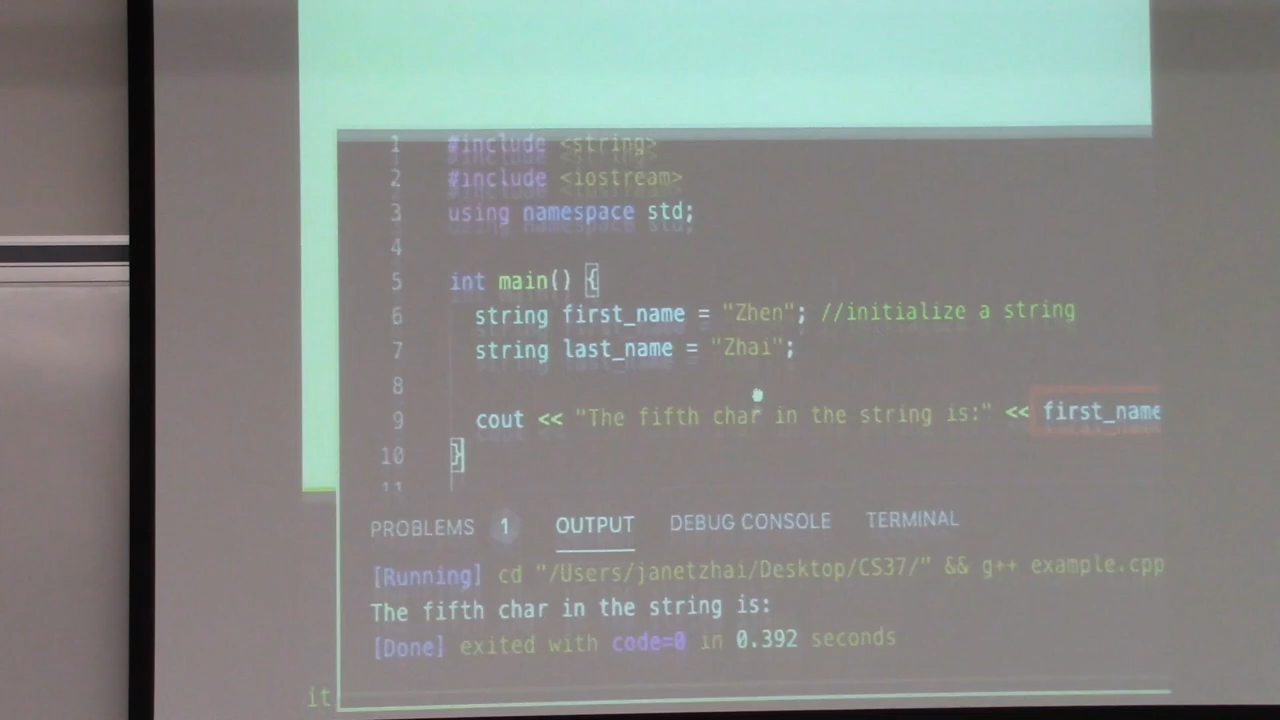 1 #include <string>
2 #include <iostream>
3 using namespace std;
4
5 int main() {
6 string first_name = "Zhen"; //initialize a string
7 string last_name = "Zhai";
8
9 cout << "The fifth char in the string is:" << first_name
10 }
11
PROBLEMS 1 OUTPUT DEBUG CONSOLE TERMINAL
[Running] cd "/Users/janetzhai/Desktop/CS37/" && g++ example.cpp
The fifth char in the string is:
[Done] exited with code=0 in 0.392 seconds
it